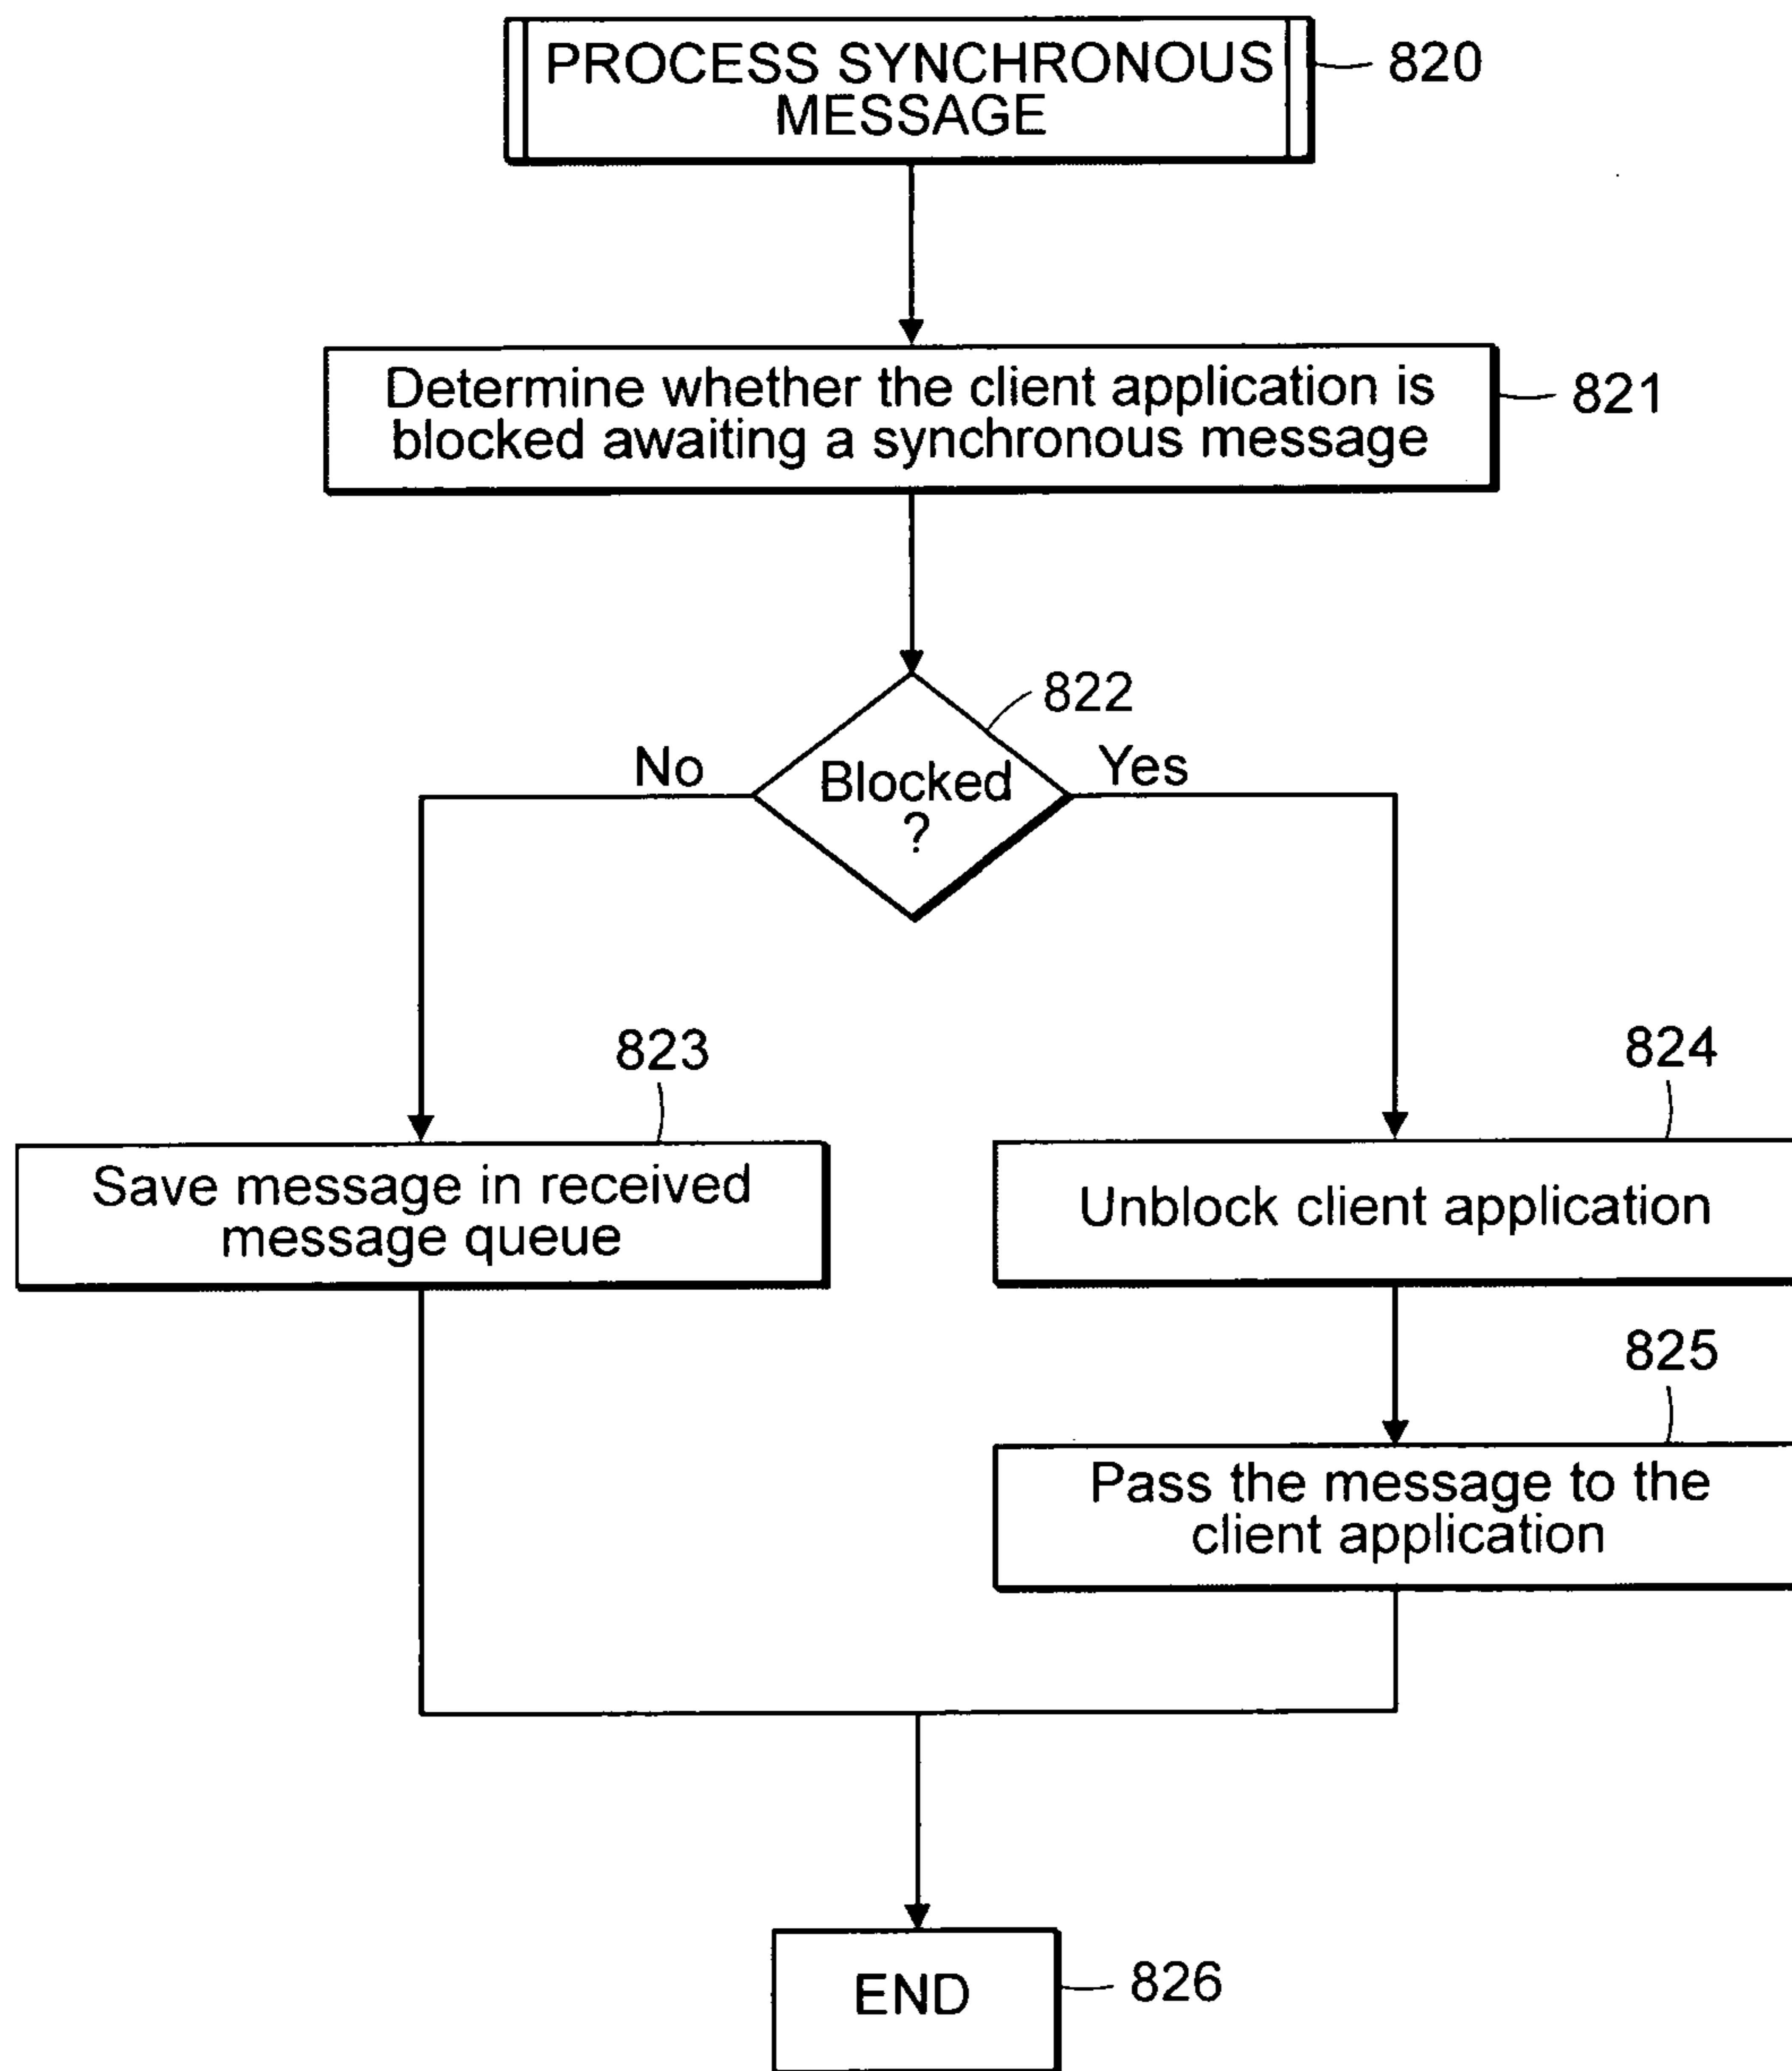 PROCESS SYNCHRONOUS
MESSAGE
820
Determine whether the client application is
blocked awaiting a synchronous message
821
822
No
Blocked
?
Yes
823
Save message in received
message queue
824
Unblock client application
825
Pass the message to the
client application
END
826